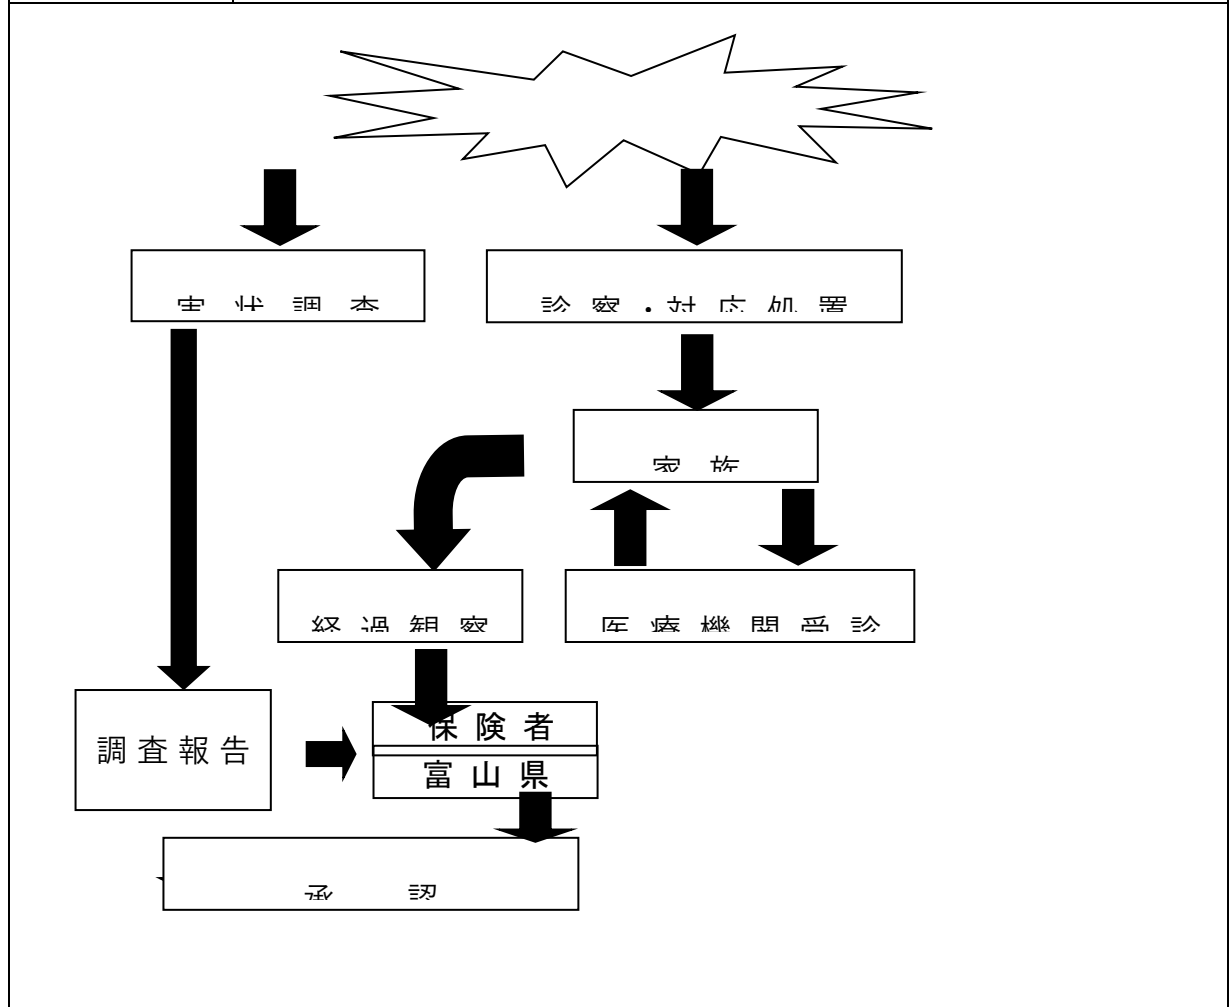 実 状 調 査
診 察 ・ 対 応 処 置
家 族
経 過 観 察
医 療 機 関 受 診
保 険 者
調 査 報 告
富 山 県
承 認